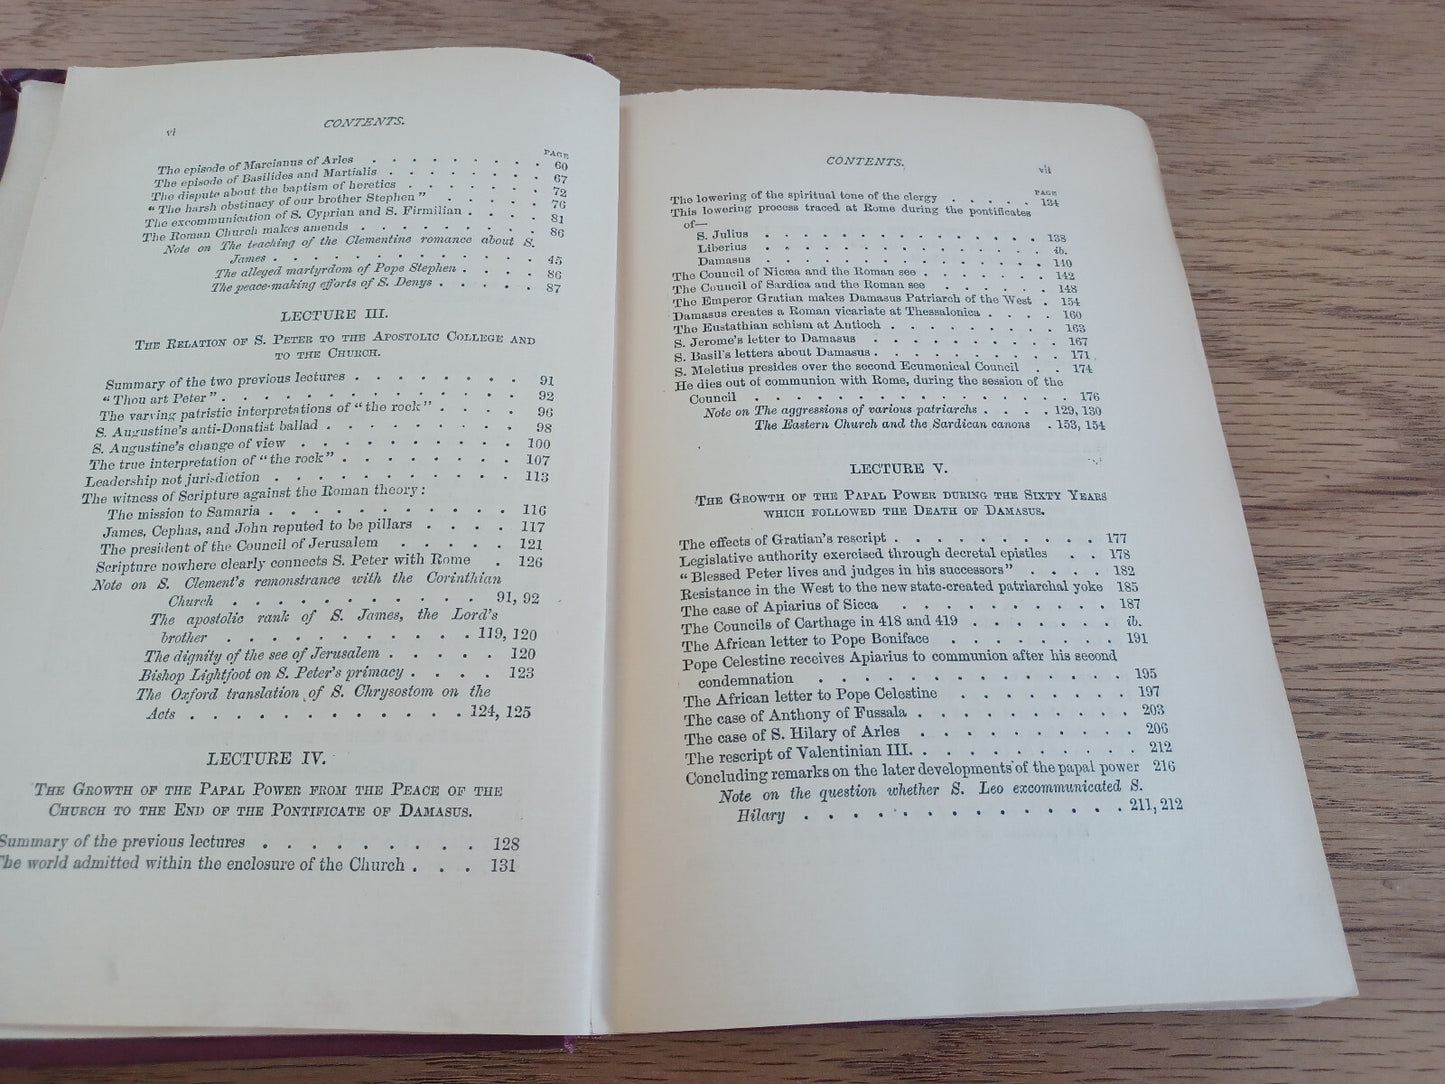 vi
CONTENTS.
PAGE
The episode of Marcianus of Arles . . . . . . . . . 60
The episode of Basilides and Martialis . . . . . . . 67
The dispute about the baptism of heretics . . . . . . 72
"The harsh obstinacy of our brother Stephen" . . . . . 76
The excommunication of S. Cyprian and S. Firmilian . . . . 81
The Roman Church makes amends . . . . . . . . 86
Note on The teaching of the Clementine romance about S.
James . . . . . . . . . . . . . 45
The alleged martyrdom of Pope Stephen . . . . 86
The peace-making efforts of S. Denys . . . . . 87
LECTURE III.
THE RELATION OF S. PETER TO THE APOSTOLIC COLLEGE AND
TO THE CHURCH.
Summary of the two previous lectures . . . . . . . . 91
"Thou art Peter" . . . . . . . . . . . . . 92
The varying patristic interpretations of "the rock" . . . . 96
S. Augustine's anti-Donatist ballad . . . . . . . . 98
S. Augustine's change of view . . . . . . . . . 100
The true interpretation of "the rock" . . . . . . . 107
Leadership not jurisdiction . . . . . . . . . . 113
The witness of Scripture against the Roman theory:
The mission to Samaria . . . . . . . . . . 116
James, Cephas, and John reputed to be pillars . . . . 117
The president of the Council of Jerusalem . . . . . 121
Scripture nowhere clearly connects S. Peter with Rome . 126
Note on S. Clement's remonstrance with the Corinthian
Church . . . . . . . . . . . 91, 92
The apostolic rank of S. James, the Lord's
brother . . . . . . . . . . . 119, 120
The dignity of the see of Jerusalem . . . . . 120
Bishop Lightfoot on S. Peter's primacy . . . . 123
The Oxford translation of S. Chrysostom on the
Acts . . . . . . . . . . . . 124, 125
LECTURE IV.
THE GROWTH OF THE PAPAL POWER FROM THE PEACE OF THE
CHURCH TO THE END OF THE PONTIFICATE OF DAMASUS.
Summary of the previous lectures . . . . . . . . . 128
The world admitted within the enclosure of the Church . . . 131
CONTENTS.
vii
PAGE
The lowering of the spiritual tone of the clergy . . . . . 134
This lowering process traced at Rome during the pontificates
of—
S. Julius . . . . . . . . . . . . . . 138
Liberius . . . . . . . . . . . . . . ib.
Damasus . . . . . . . . . . . . . . 140
The Council of Nicæa and the Roman see . . . . . . . 142
The Council of Sardica and the Roman see . . . . . . 148
The Emperor Gratian makes Damasus Patriarch of the West . 154
Damasus creates a Roman vicariate at Thessalonica . . . . 160
The Eustathian schism at Antioch . . . . . . . . . 163
S. Jerome's letter to Damasus . . . . . . . . . 167
S. Basil's letters about Damasus . . . . . . . . . 171
S. Meletius presides over the second Ecumenical Council . . 174
He dies out of communion with Rome, during the session of the
Council . . . . . . . . . . . . . . 176
Note on The aggressions of various patriarchs . . . . 129, 130
The Eastern Church and the Sardican canons . 153, 154
LECTURE V.
THE GROWTH OF THE PAPAL POWER DURING THE SIXTY YEARS
WHICH FOLLOWED THE DEATH OF DAMASUS.
The effects of Gratian's rescript . . . . . . . . . 177
Legislative authority exercised through decretal epistles . . 178
"Blessed Peter lives and judges in his successors" . . . . 182
Resistance in the West to the new state-created patriarchal yoke 185
The case of Apiarius of Sicca . . . . . . . . . 187
The Councils of Carthage in 418 and 419 . . . . . . . ib.
The African letter to Pope Boniface . . . . . . . 191
Pope Celestine receives Apiarius to communion after his second
condemnation . . . . . . . . . . . . 195
The African letter to Pope Celestine . . . . . . . . 197
The case of Anthony of Fussala . . . . . . . . . 203
The case of S. Hilary of Arles . . . . . . . . . 206
The rescript of Valentinian III. . . . . . . . . . 212
Concluding remarks on the later developments of the papal power 216
Note on the question whether S. Leo excommunicated S.
Hilary . . . . . . . . . . . . . 211, 212